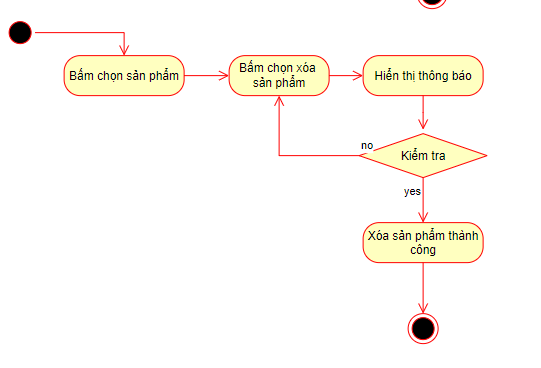 Bấm chọn sản phẩm
Bấm chọn xóa
sản phẩm
Hiển thị thông báo
no
Kiểm tra
yes
Xóa sản phẩm thành
công